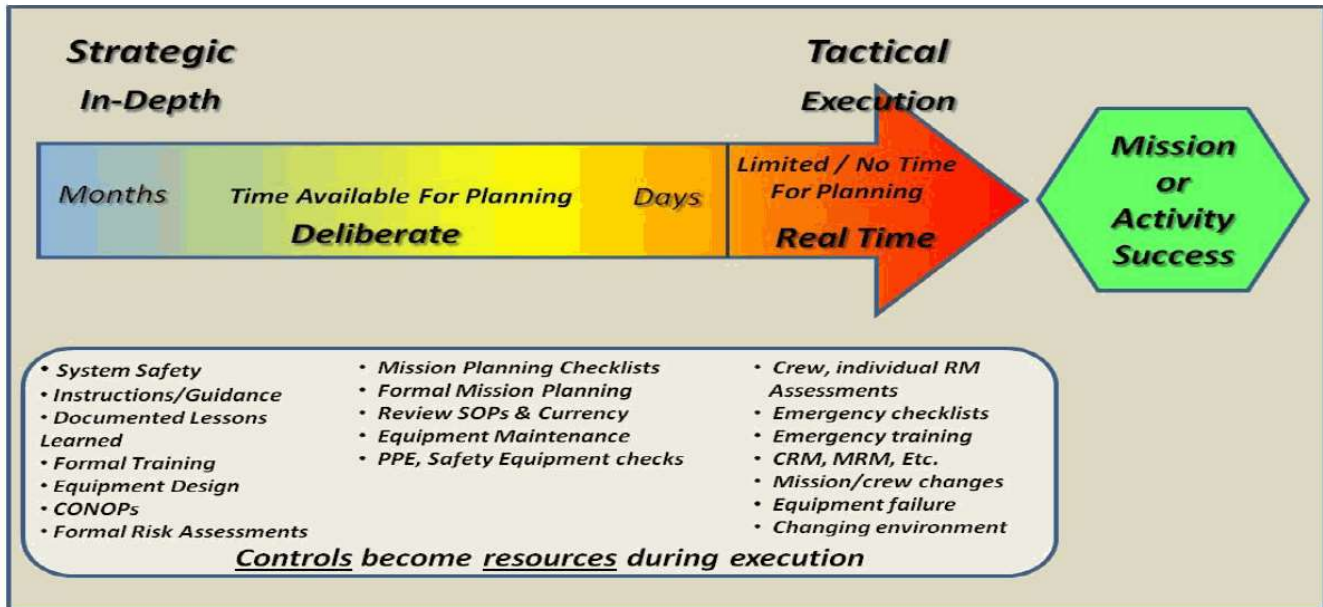 Strategic
In-Depth
Tactical
Execution
Months
Time Available For Planning
Days
Deliberate
Limited / No Time
For Planning
Real Time
Mission
or
Activity
Success
• System Safety
• Instructions/Guidance
• Documented Lessons
Learned
• Formal Training
• Equipment Design
• CONOPs
• Formal Risk Assessments
• Mission Planning Checklists
• Formal Mission Planning
• Review SOPs & Currency
• Equipment Maintenance
• PPE, Safety Equipment checks
• Crew, individual RM
Assessments
• Emergency checklists
• Emergency training
• CRM, MRM, Etc.
• Mission/crew changes
• Equipment failure
• Changing environment
Controls become resources during execution